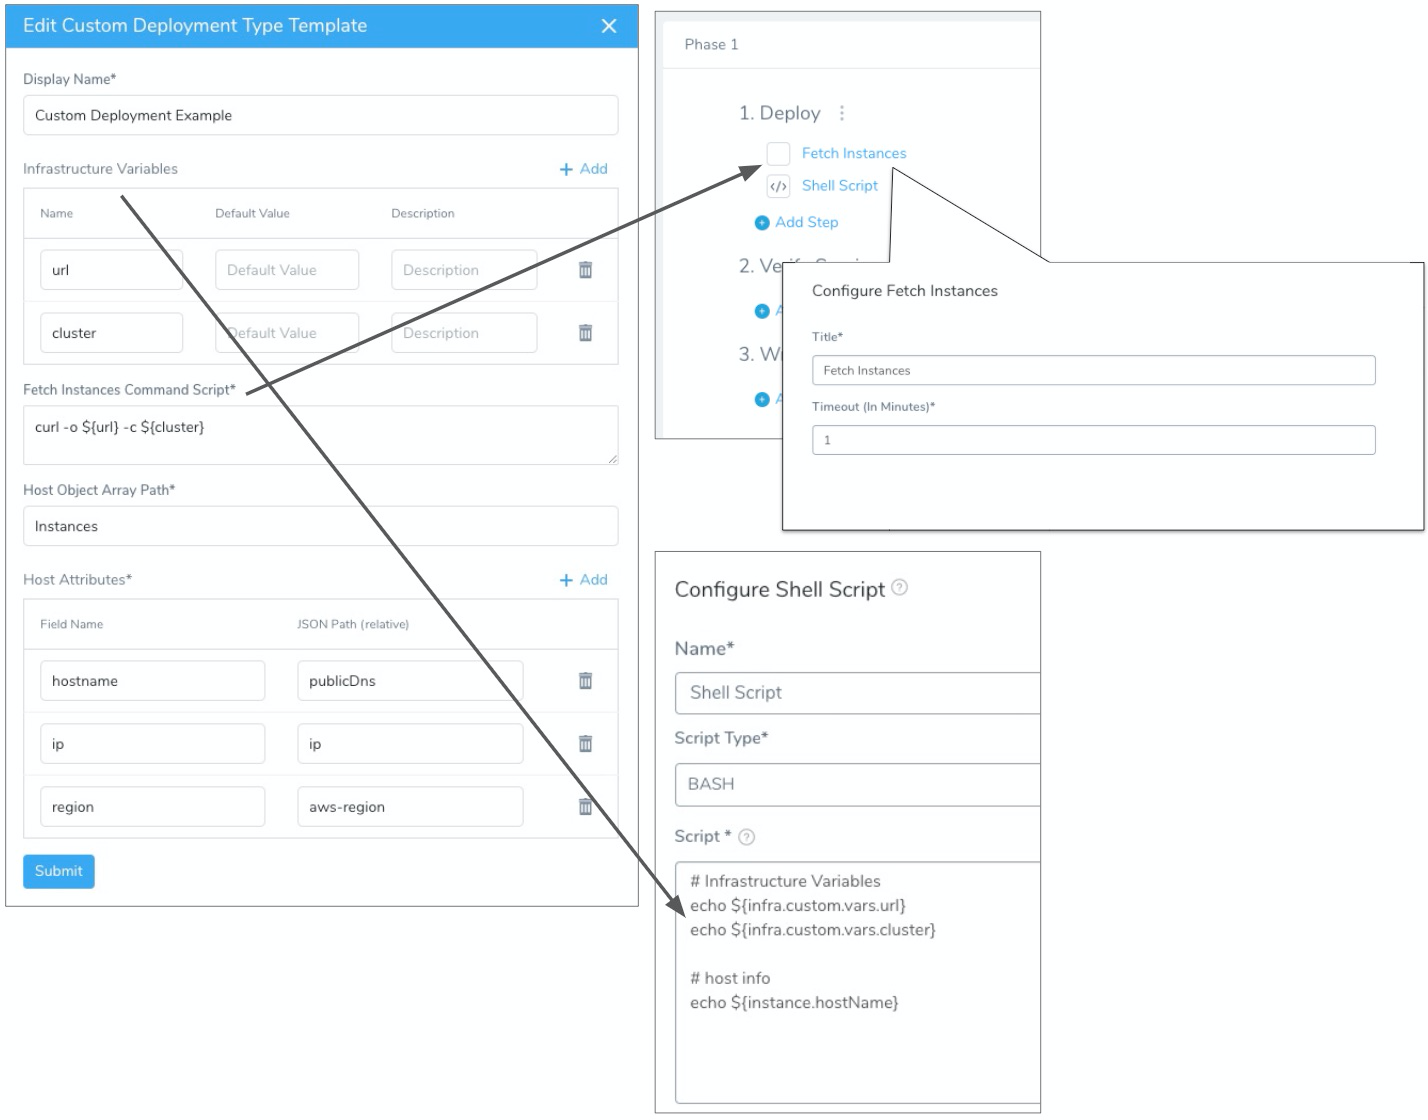 Edit Custom Deployment Type Template
Display Name*
Custom Deployment Example
Infrastructure Variables
+ Add
Name Default Value Description
url Default Value Description
cluster Default Value Description
Fetch Instances Command Script*
curl -o ${url} -c ${cluster}
Host Object Array Path*
Instances
Host Attributes*
+ Add
Field Name JSON Path (relative)
hostname publicDns
ip ip
region aws-region
Submit
Phase 1
1. Deploy
Fetch Instances
</> Shell Script
+ Add Step
2.
3.
Configure Fetch Instances
Title*
Fetch Instances
Timeout (In Minutes)*
1
Configure Shell Script ?
Name*
Shell Script
Script Type*
BASH
Script * ?
# Infrastructure Variables
echo ${infra.custom.vars.url}
echo ${infra.custom.vars.cluster}
# host info
echo ${instance.hostName}